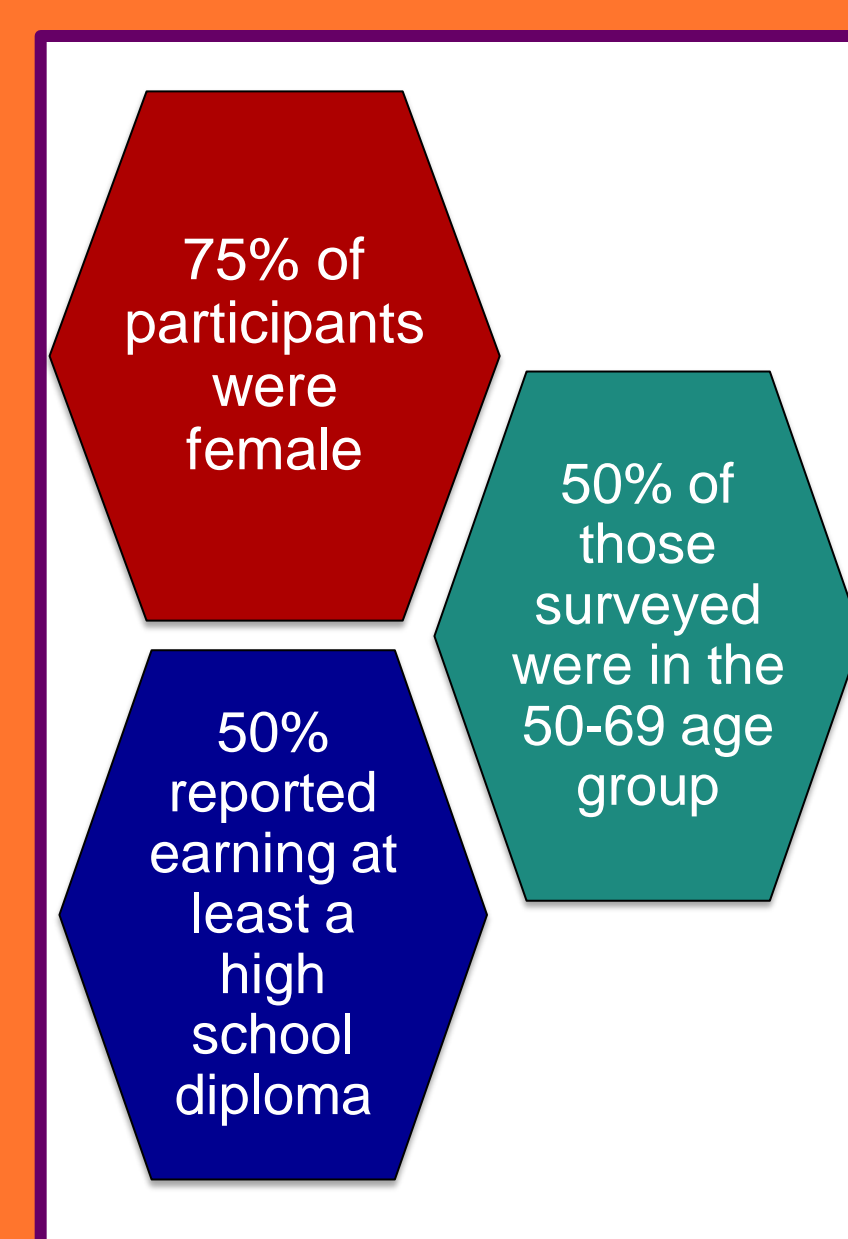 75% of
participants
were
female
50% of
those
surveyed
were in the
50-69 age
group
50%
reported
earning at
least a
high
school
diploma